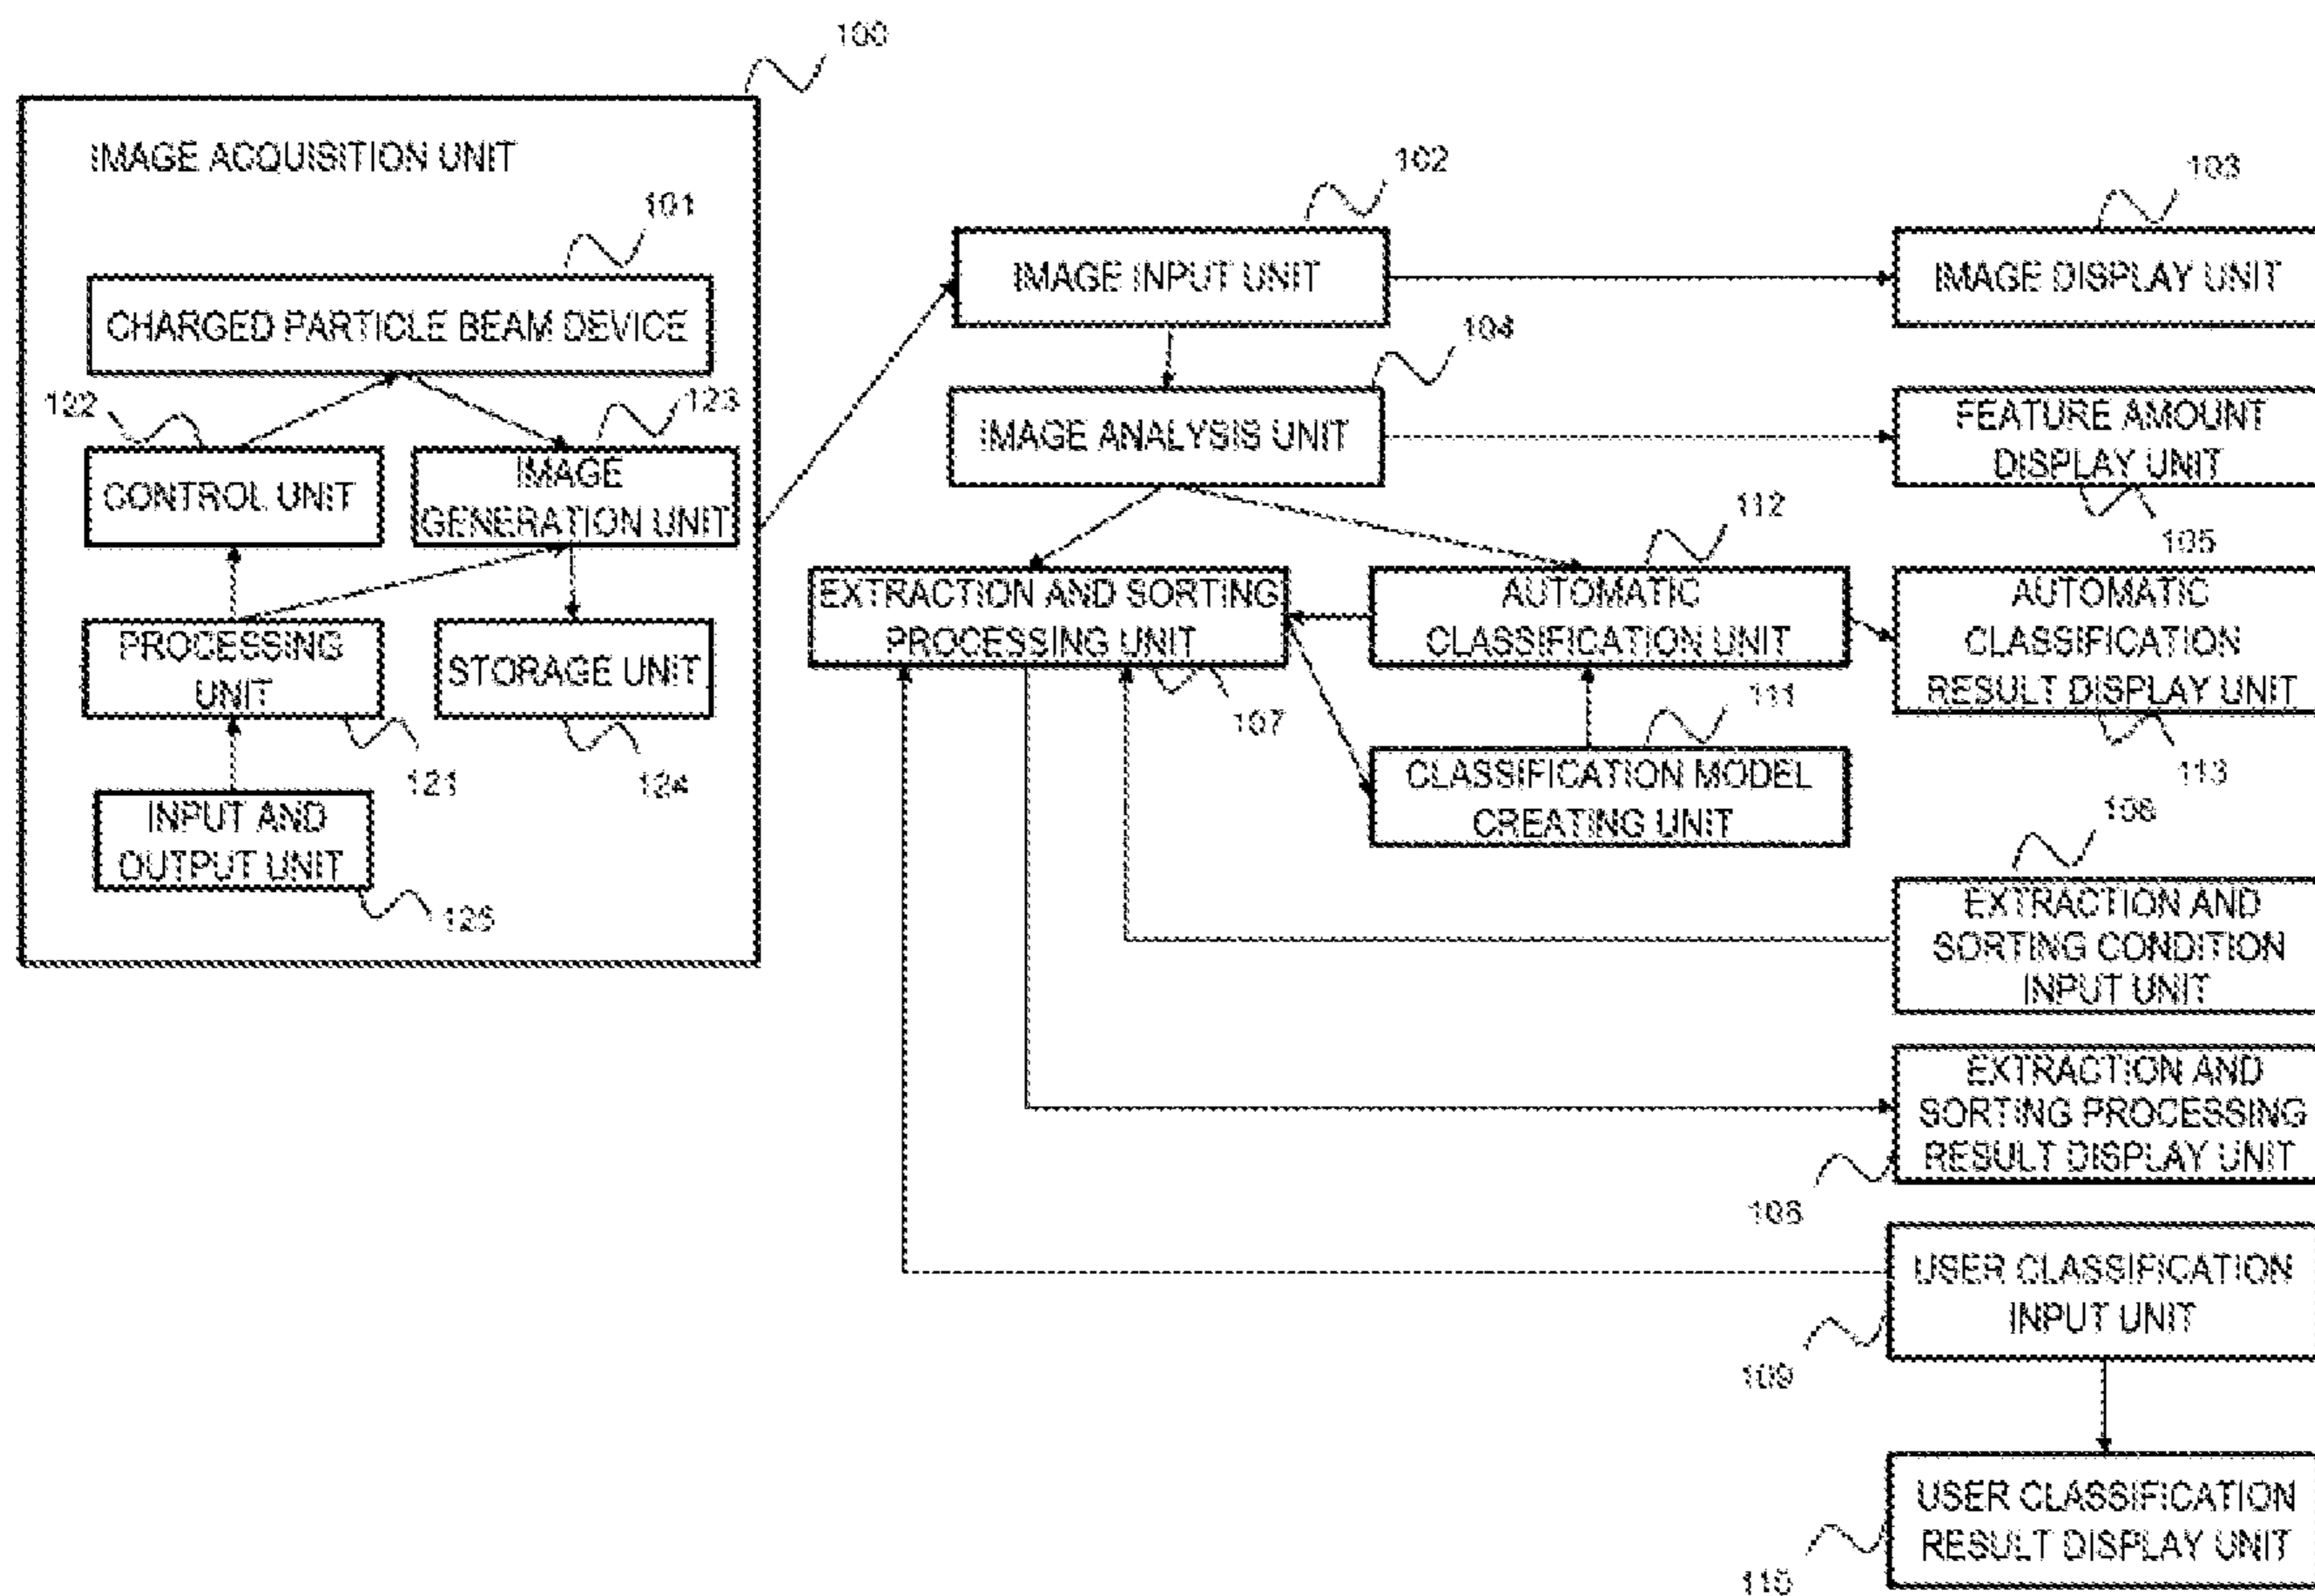 100
IMAGE ACQUISITION UNIT
101
CHARGED PARTICLE BEAM DEVICE
122
123
CONTROL UNIT
IMAGE
GENERATION UNIT
PROCESSING
UNIT
STORAGE UNIT
121
124
INPUT AND
OUTPUT UNIT
102
IMAGE INPUT UNIT
103
IMAGE DISPLAY UNIT
104
IMAGE ANALYSIS UNIT
FEATURE AMOUNT
DISPLAY UNIT
105
112
EXTRACTION AND SORTING
PROCESSING UNIT
107
AUTOMATIC
CLASSIFICATION UNIT
AUTOMATIC
CLASSIFICATION
RESULT DISPLAY UNIT
113
111
CLASSIFICATION MODEL
CREATING UNIT
EXTRACTION AND
SORTING CONDITION
INPUT UNIT
EXTRACTION AND
SORTING PROCESSING
RESULT DISPLAY UNIT
USER CLASSIFICATION
INPUT UNIT
109
USER CLASSIFICATION
RESULT DISPLAY UNIT